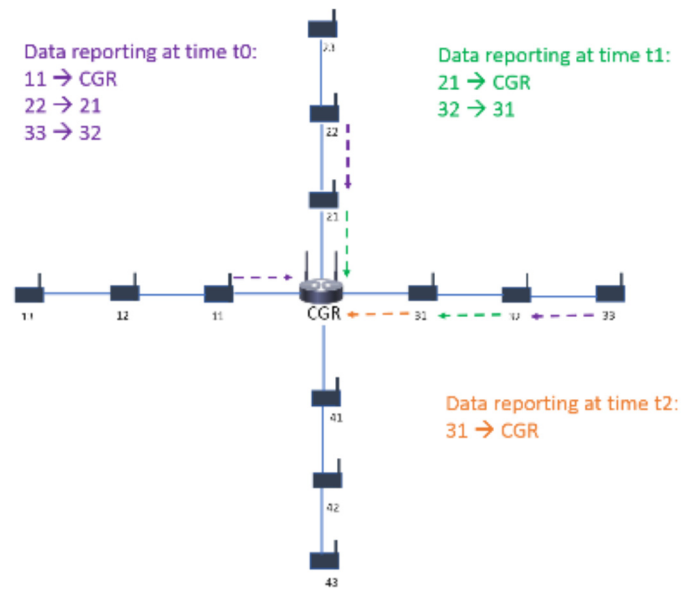 23
Data reporting at time t0:
11 → CGR
22 → 21
33 → 32
Data reporting at time t1:
21 → CGR
32 → 31
22
21
12
11
CGR
31
33
41
Data reporting at time t2:
31 → CGR
42
43